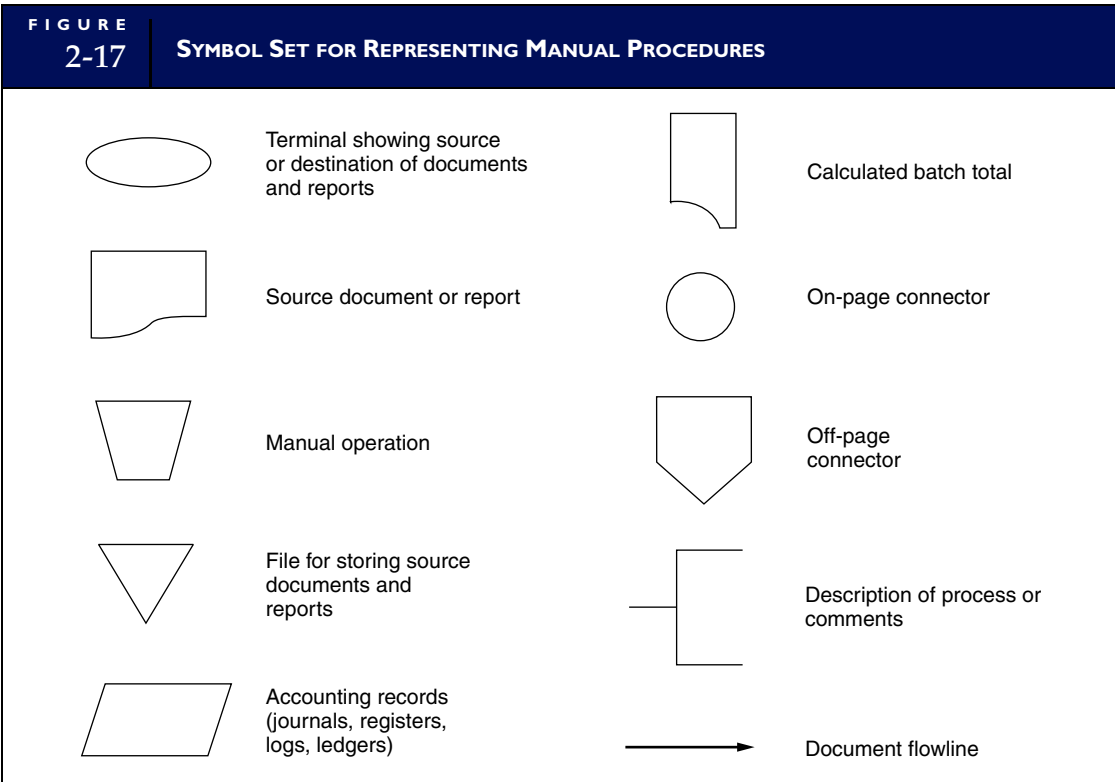 FIGURE
2-17
SYMBOL SET FOR REPRESENTING MANUAL PROCEDURES
Terminal showing source
or destination of documents
and reports
Source document or report
Manual operation
File for storing source
documents and
reports
Accounting records
(journals, registers,
logs, ledgers)
Calculated batch total
On-page connector
Off-page
connector
Description of process or
comments
Document flowline